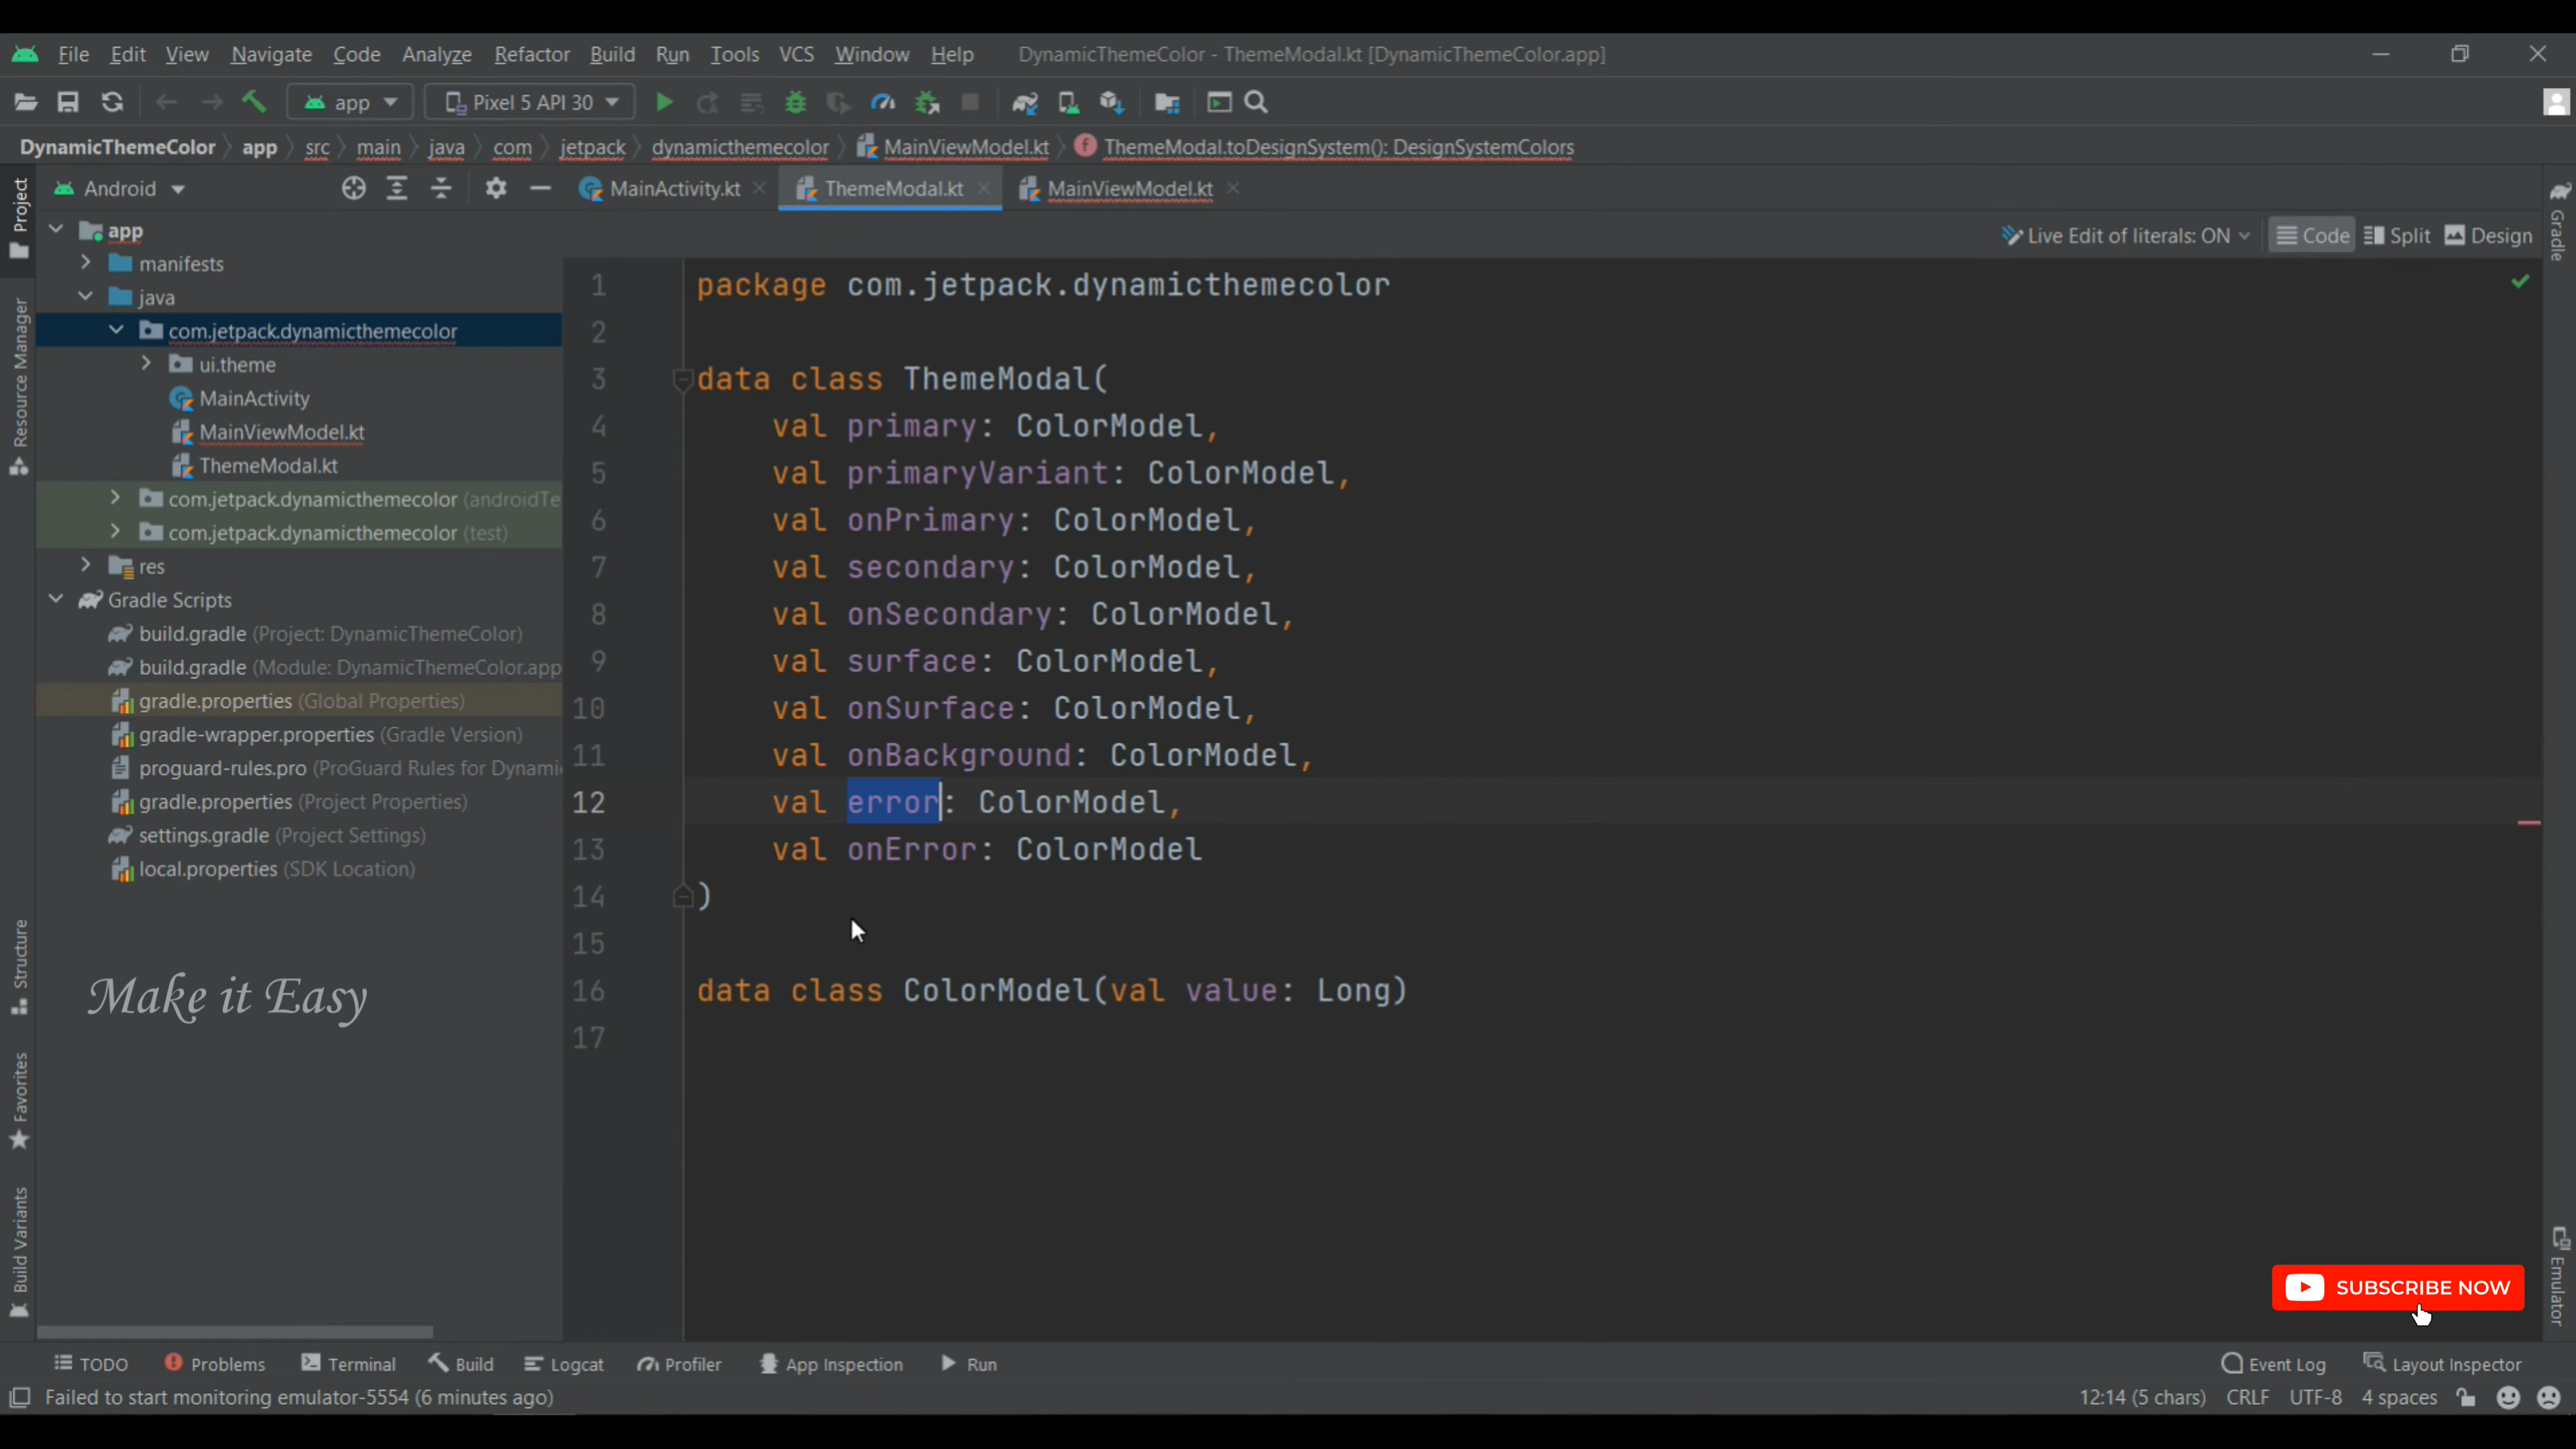 File Edit View Navigate Code Analyze Refactor Build Run Tools VCS Window Help DynamicThemeColor - ThemeModal.kt [DynamicThemeColor.app]
app Pixel 5 API 30
DynamicThemeColor app src main java com jetpack dynamicthemecolor MainViewModel.kt ThemeModal.toDesignSystem(): DesignSystemColors
Android MainActivity.kt ThemeModal.kt MainViewModel.kt
Live Edit of literals: ON Code Split Design
Project
Resource Manager
Structure
Favorites
Build Variants
app
manifests
java
com.jetpack.dynamicthemecolor
ui.theme
MainActivity
MainViewModel.kt
ThemeModal.kt
com.jetpack.dynamicthemecolor (androidTe
com.jetpack.dynamicthemecolor (test)
res
Gradle Scripts
build.gradle (Project: DynamicThemeColor)
build.gradle (Module: DynamicThemeColor.app
gradle.properties (Global Properties)
gradle-wrapper.properties (Gradle Version)
proguard-rules.pro (ProGuard Rules for Dynami
gradle.properties (Project Properties)
settings.gradle (Project Settings)
local.properties (SDK Location)
Make it Easy
1 package com.jetpack.dynamicthemecolor
2
3 data class ThemeModal(
4 val primary: ColorModel,
5 val primaryVariant: ColorModel,
6 val onPrimary: ColorModel,
7 val secondary: ColorModel,
8 val onSecondary: ColorModel,
9 val surface: ColorModel,
10 val onSurface: ColorModel,
11 val onBackground: ColorModel,
12 val error: ColorModel,
13 val onError: ColorModel
14 )
15
16 data class ColorModel(val value: Long)
17
Gradle
Emulator
SUBSCRIBE NOW
TODO Problems Terminal Build Logcat Profiler App Inspection Run Event Log Layout Inspector
Failed to start monitoring emulator-5554 (6 minutes ago) 12:14 (5 chars) CRLF UTF-8 4 spaces